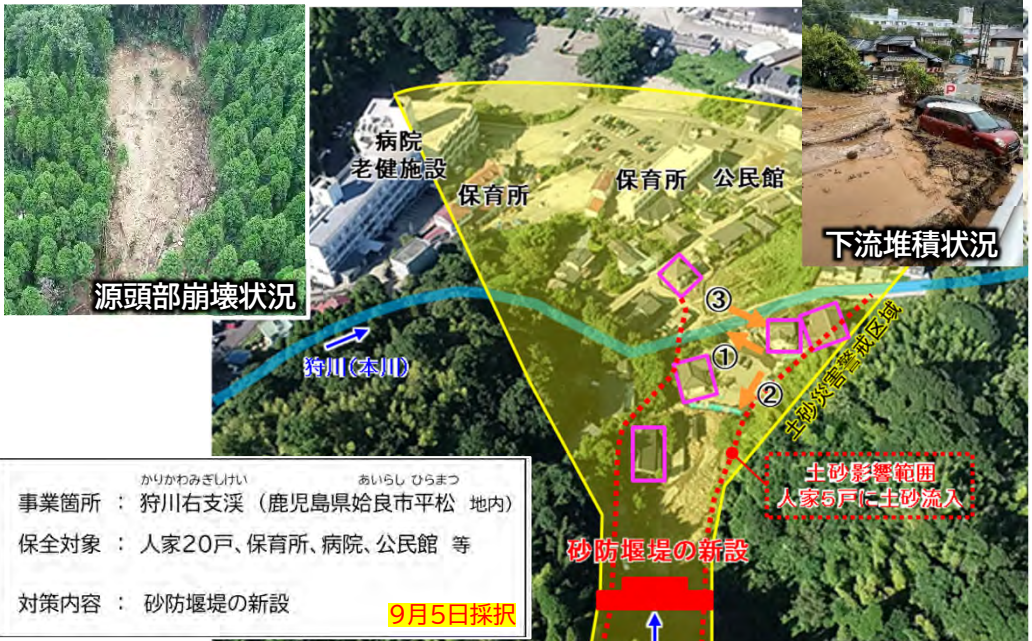 源頭部崩壊状況
病院
老健施設
保育所
保育所
公民館
P
下流堆積状況
③
①
②
狩川(本川)
土砂災害警戒区域
土砂影響範囲
人家5戸に土砂流入
砂防堰堤の新設
かりかわみぎしけい あいらし ひらまつ
事業箇所 : 狩川右支渓 (鹿児島県姶良市平松 地内)
保全対象 : 人家20戸、保育所、病院、公民館 等
対策内容 : 砂防堰堤の新設
9月5日採択